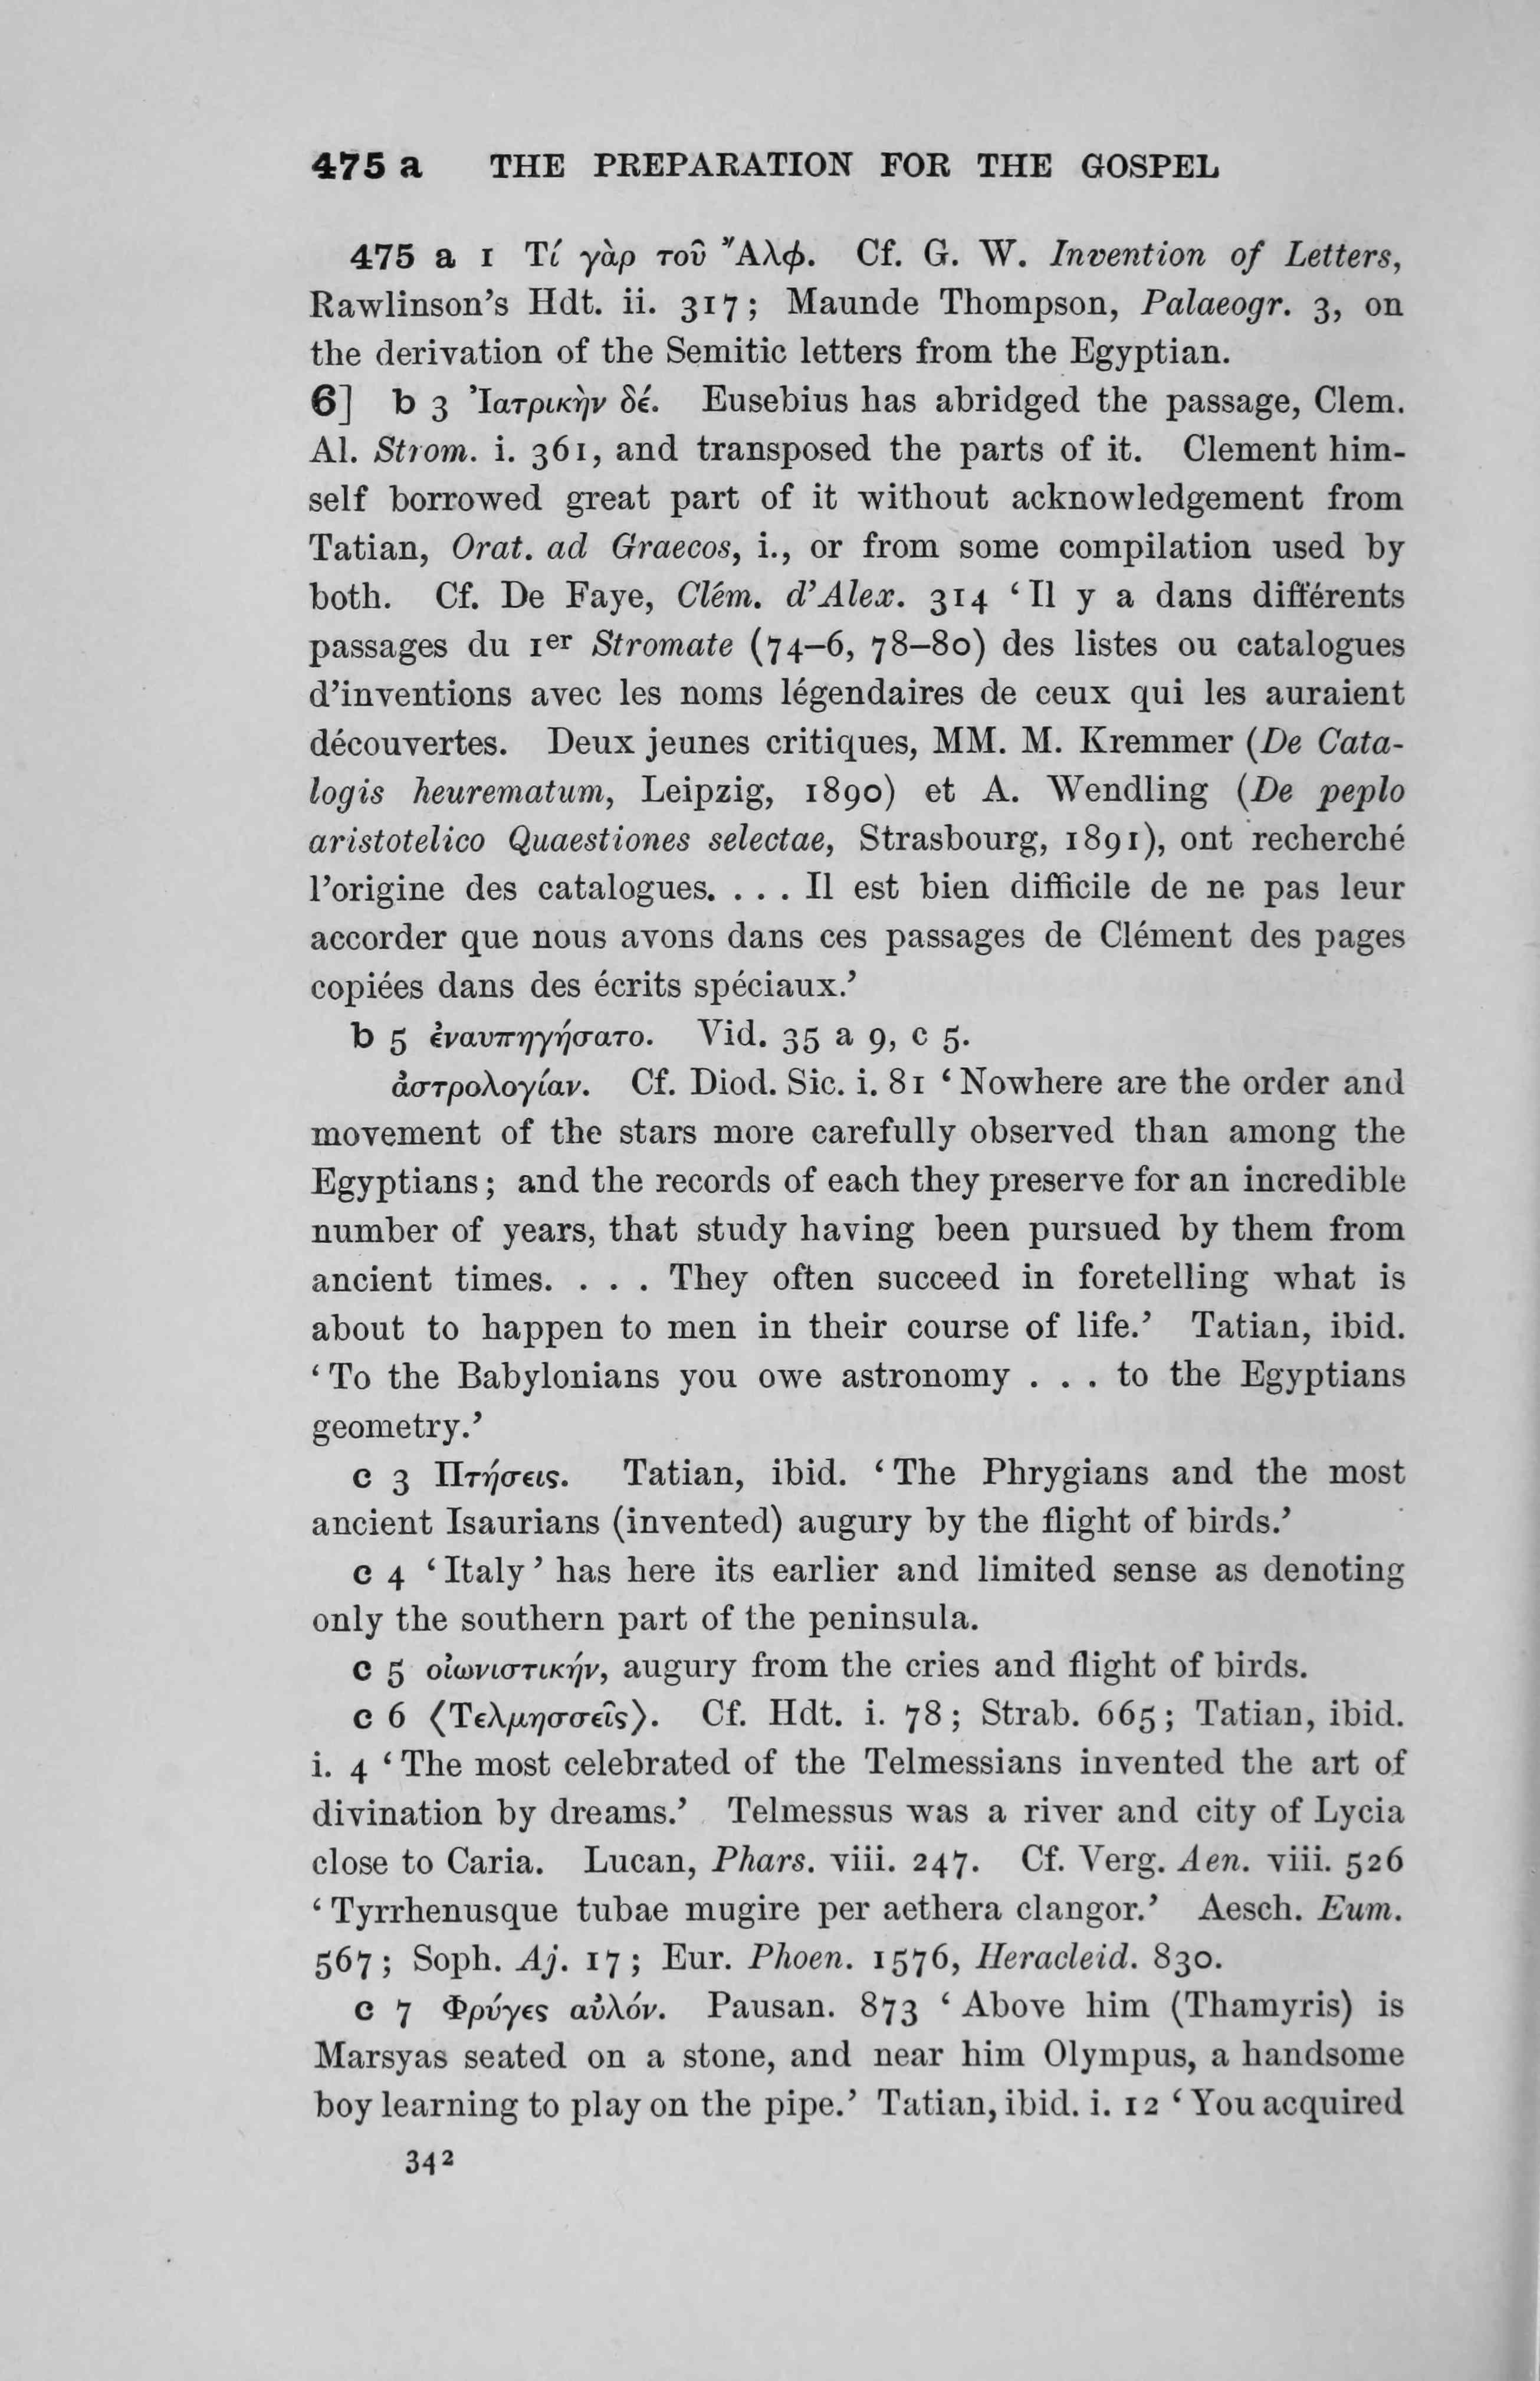 475 a THE PREPARATION FOR THE GOSPEL
475 a 1 Τί γὰρ τοῦ Ἄλφ. Cf. G. W. Invention of Letters,
Rawlinson's Hdt. ii. 317; Maunde Thompson, Palaeogr. 3, on
the derivation of the Semitic letters from the Egyptian.
6] b 3 Ἰατρικὴν δέ. Eusebius has abridged the passage, Clem.
Al. Strom. i. 361, and transposed the parts of it. Clement him-
self borrowed great part of it without acknowledgement from
Tatian, Orat. ad Graecos, i., or from some compilation used by
both. Cf. De Faye, Clém. d'Alex. 314 'Il y a dans différents
passages du 1er Stromate (74–6, 78–80) des listes ou catalogues
d'inventions avec les noms légendaires de ceux qui les auraient
découvertes. Deux jeunes critiques, MM. M. Kremmer (De Cata-
logis heurematum, Leipzig, 1890) et A. Wendling (De peplo
aristotelico Quaestiones selectae, Strasbourg, 1891), ont recherché
l'origine des catalogues. . . . Il est bien difficile de ne pas leur
accorder que nous avons dans ces passages de Clément des pages
copiées dans des écrits spéciaux.'
b 5 ἐναυπηγήσατο. Vid. 35 a 9, c 5.
ἀστρολογίαν. Cf. Diod. Sic. i. 81 'Nowhere are the order and
movement of the stars more carefully observed than among the
Egyptians; and the records of each they preserve for an incredible
number of years, that study having been pursued by them from
ancient times. . . . They often succeed in foretelling what is
about to happen to men in their course of life.' Tatian, ibid.
'To the Babylonians you owe astronomy . . . to the Egyptians
geometry.'
c 3 Πτήσεις. Tatian, ibid. 'The Phrygians and the most
ancient Isaurians (invented) augury by the flight of birds.'
c 4 'Italy' has here its earlier and limited sense as denoting
only the southern part of the peninsula.
c 5 οἰωνιστικήν, augury from the cries and flight of birds.
c 6 ⟨Τελμησσεῖς⟩. Cf. Hdt. i. 78; Strab. 665; Tatian, ibid.
i. 4 'The most celebrated of the Telmessians invented the art of
divination by dreams.' Telmessus was a river and city of Lycia
close to Caria. Lucan, Phars. viii. 247. Cf. Verg. Aen. viii. 526
'Tyrrhenusque tubae mugire per aethera clangor.' Aesch. Eum.
567; Soph. Aj. 17; Eur. Phoen. 1576, Heracleid. 830.
c 7 Φρύγες αὐλόν. Pausan. 873 'Above him (Thamyris) is
Marsyas seated on a stone, and near him Olympus, a handsome
boy learning to play on the pipe.' Tatian, ibid. i. 12 'You acquired
342